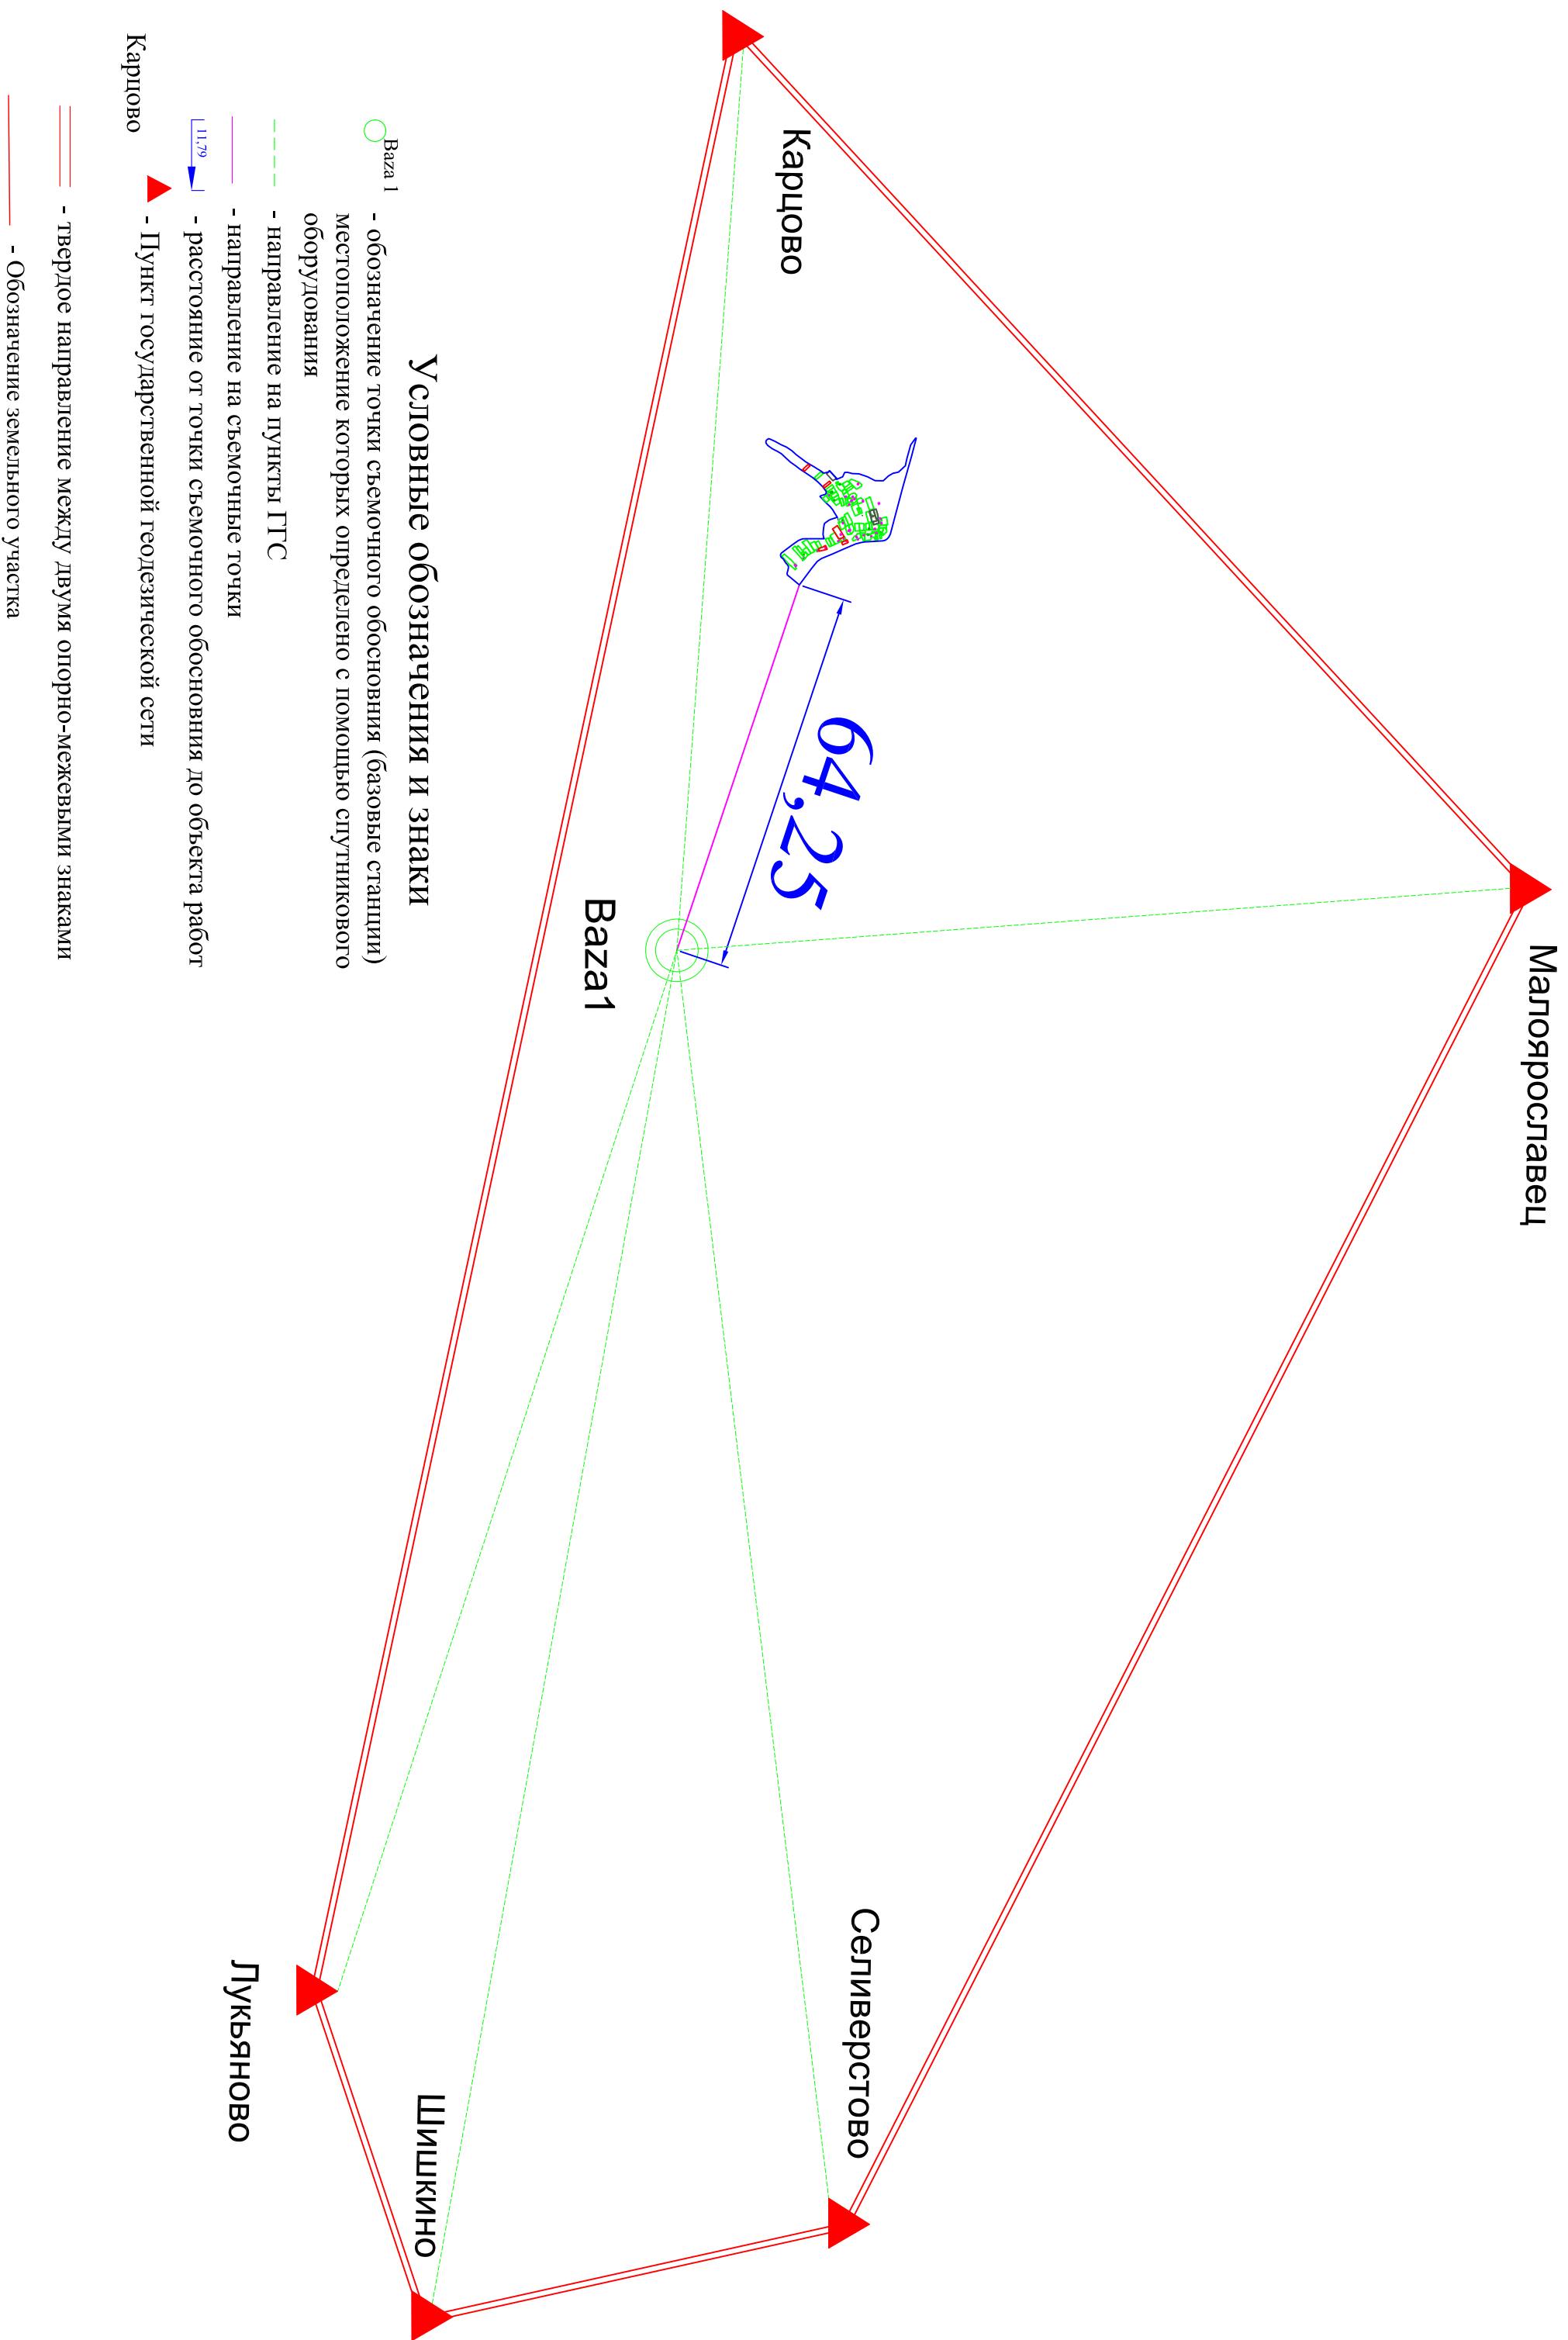 Малоярославец
Карцово
64,25
Селиверстово
Baza1
Шишкино
Лукьяново
Условные обозначения и знаки
Baza 1
- обозначение точки съемочного обосновния (базовые станции)
местоположение которых определено с помощью спутникового
оборудования
- направление на пункты ГГС
- направление на съемочные точки
11,79
- расстояние от точки съемочного обосновния до объекта работ
Карцово
- Пункт государственной геодезической сети
- твердое направление между двумя опорно-межевыми знаками
- Обозначение земельного участка